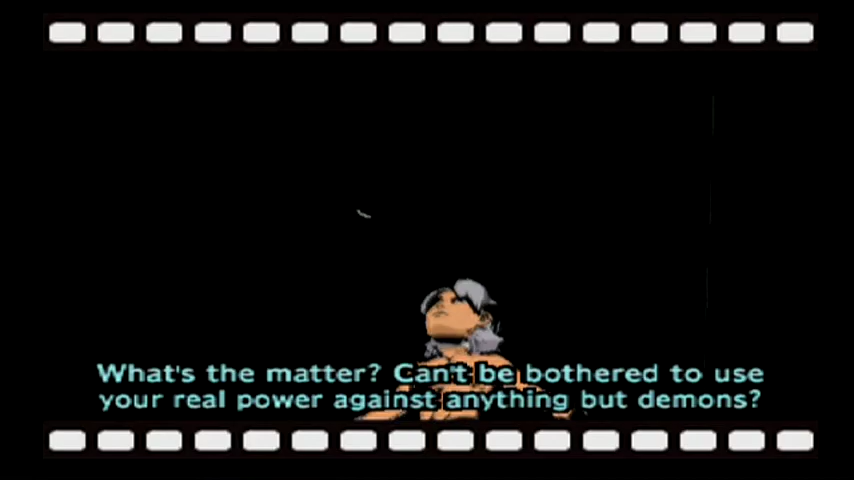 What's the matter? Can't be bothered to use
your real power against anything but demons?